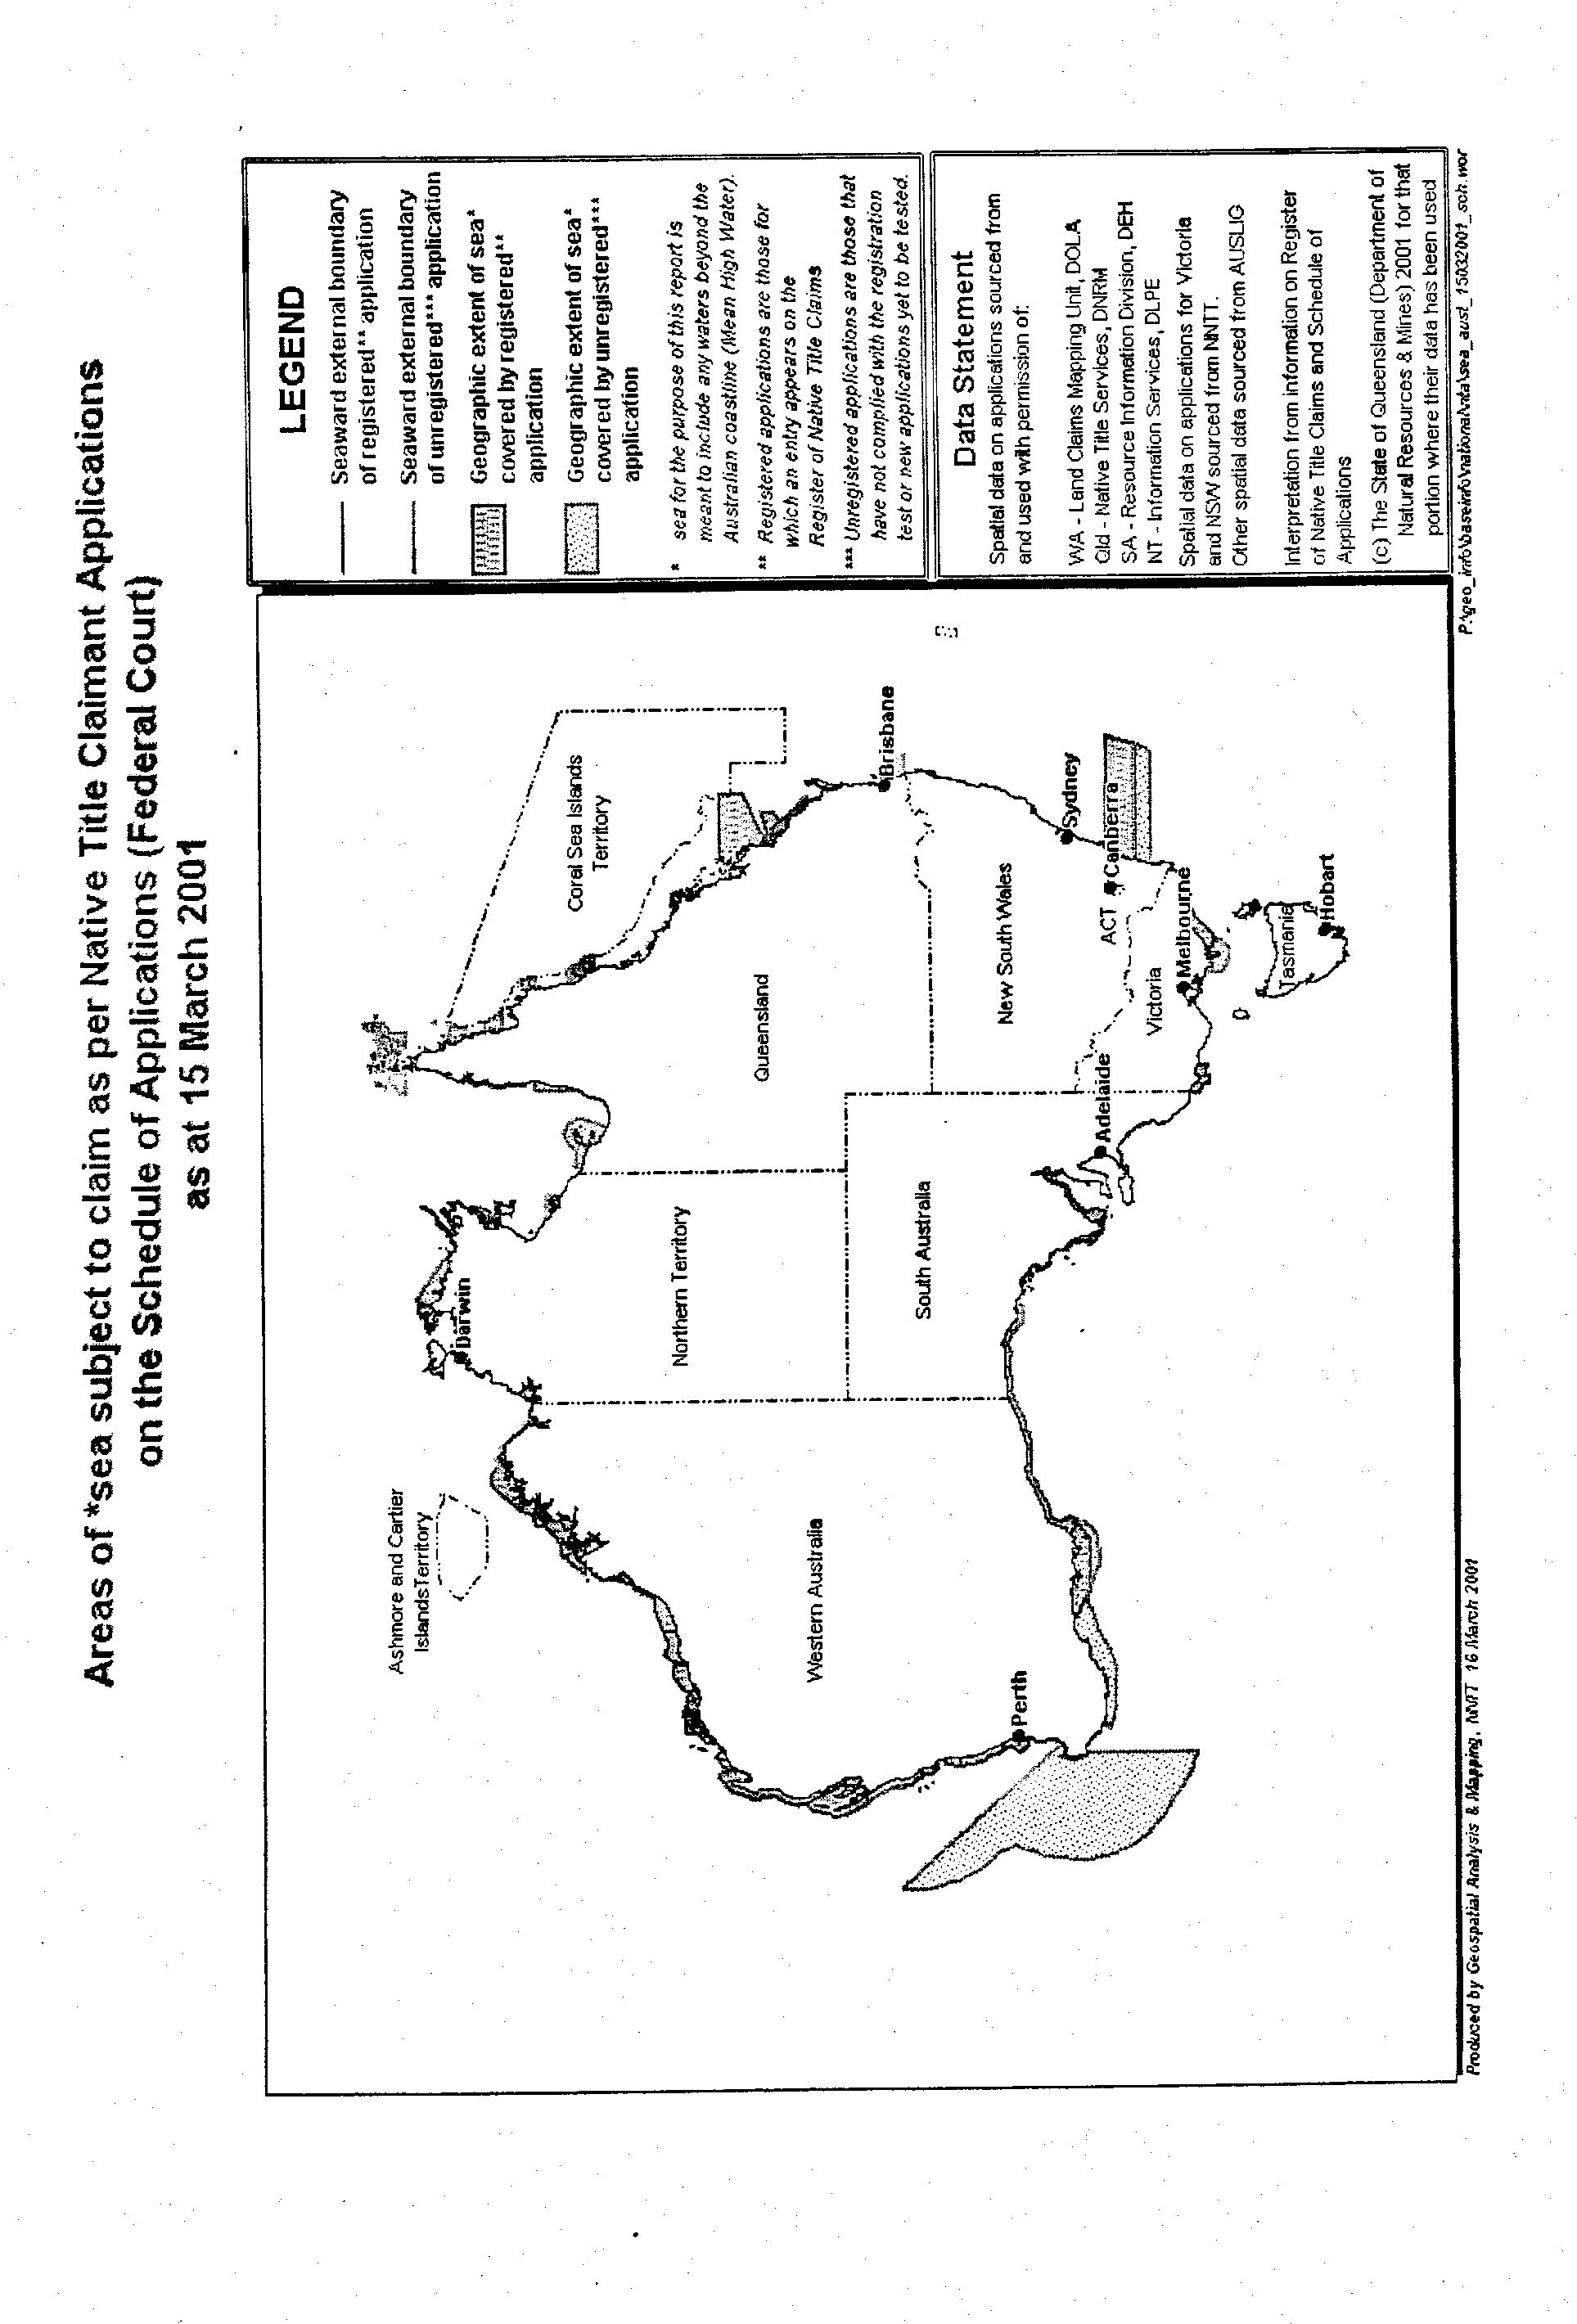 Areas of *sea subject to claim as per Native Title Claimant Applications
on the Schedule of Applications (Federal Court)
as at 15 March 2001
Ashmore and Cartier
Islands Territory
Darwin
Coral Sea Islands
Territory
Northern Territory
Queensland
Western Australia
South Australia
Brisbane
New South Wales
Perth
Adelaide
Sydney
ACT
Canberra
Victoria
Melbourne
Tasmania
Hobart
LEGEND
Seaward external boundary
of registered** application
Seaward external boundary
of unregistered*** application
Geographic extent of sea*
covered by registered**
application
Geographic extent of sea*
covered by unregistered***
application
* sea for the purpose of this report is
meant to include any waters beyond the
Australian coastline (Mean High Water).
** Registered applications are those for
which an entry appears on the
Register of Native Title Claims
*** Unregistered applications are those that
have not complied with the registration
test or new applications yet to be tested.
Data Statement
Spatial data on applications sourced from
and used with permission of:
WA - Land Claims Mapping Unit, DOLA
Qld - Native Title Services, DNRM
SA - Resource Information Division, DEH
NT - Information Services, DLPE
Spatial data on applications for Victoria
and NSW sourced from NNTT.
Other spatial data sourced from AUSLIG
Interpretation from information on Register
of Native Title Claims and Schedule of
Applications
(c) The State of Queensland (Department of
Natural Resources & Mines) 2001 for that
portion where their data has been used
Produced by Geospatial Analysis & Mapping, NNTT 16 March 2001
P:\geo_info\baseinfo\national\nta\sea_aust_15032001_sch.wor